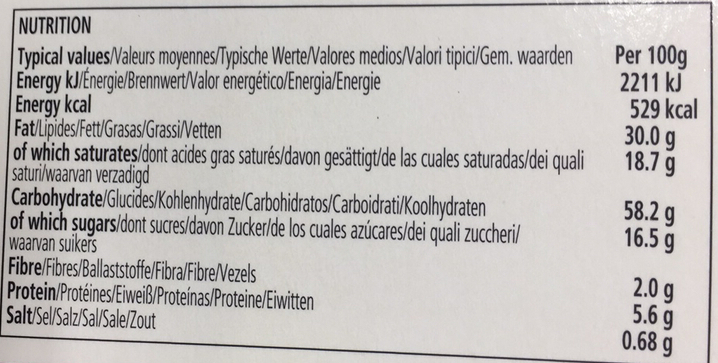 NUTRITION
Typical values/Valeurs moyennes/Typische Werte/Valores medios/Valori tipici/Gem. waarden Per 100g
Energy kJ/Énergie/Brennwert/Valor energético/Energia/Energie 2211 kJ
Energy kcal 529 kcal
Fat/Lipides/Fett/Grasas/Grassi/Vetten 30.0 g
of which saturates/dont acides gras saturés/davon gesättigt/de las cuales saturadas/dei quali 18.7 g
saturi/waarvan verzadigd
Carbohydrate/Glucides/Kohlenhydrate/Carbohidratos/Carboidrati/Koolhydraten 58.2 g
of which sugars/dont sucres/davon Zucker/de los cuales azúcares/dei quali zuccheri/ 16.5 g
waarvan suikers
Fibre/Fibres/Ballaststoffe/Fibra/Fibre/Vezels 2.0 g
Protein/Protéines/Eiweiß/Proteínas/Proteine/Eiwitten 5.6 g
Salt/Sel/Salz/Sal/Sale/Zout 0.68 g